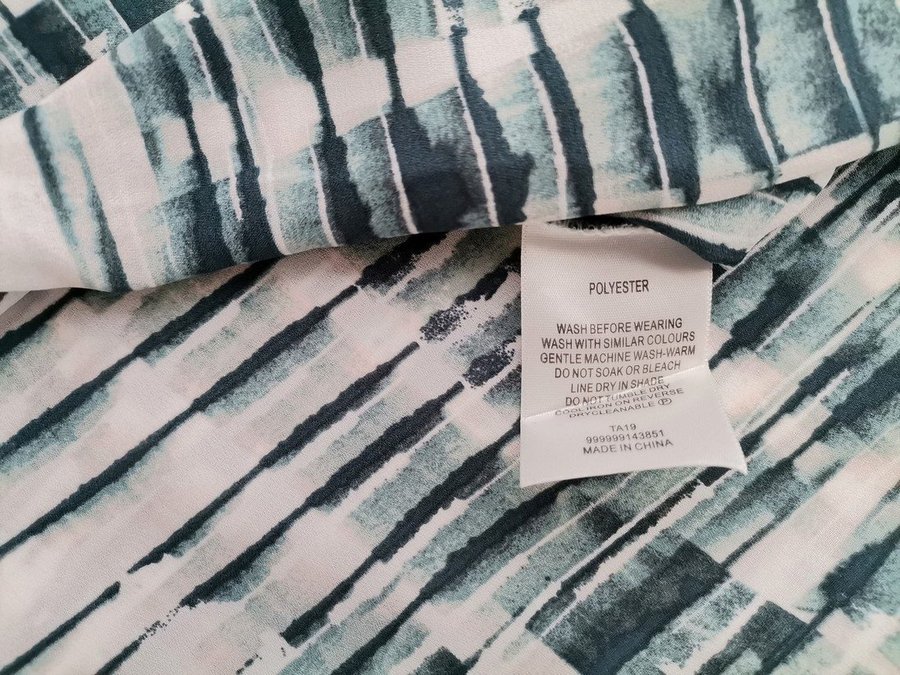 POLYESTER
WASH BEFORE WEARING
WASH WITH SIMILAR COLOURS
GENTLE MACHINE WASH-WARM
DO NOT SOAK OR BLEACH
LINE DRY IN SHADE
DO NOT TUMBLE DRY
COOL IRON ON REVERSE
DRYCLEANABLE Ⓟ
TA19
999999143851
MADE IN CHINA